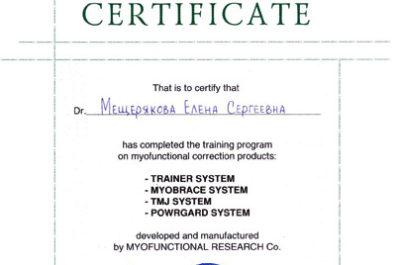 CERTIFICATE
That is to certify that
Dr. Мещерякова Елена Сергеевна
has completed the training program
on myofunctional correction products:
- TRAINER SYSTEM
- MYOBRACE SYSTEM
- TMJ SYSTEM
- POWRGARD SYSTEM
developed and manufactured
by MYOFUNCTIONAL RESEARCH Co.